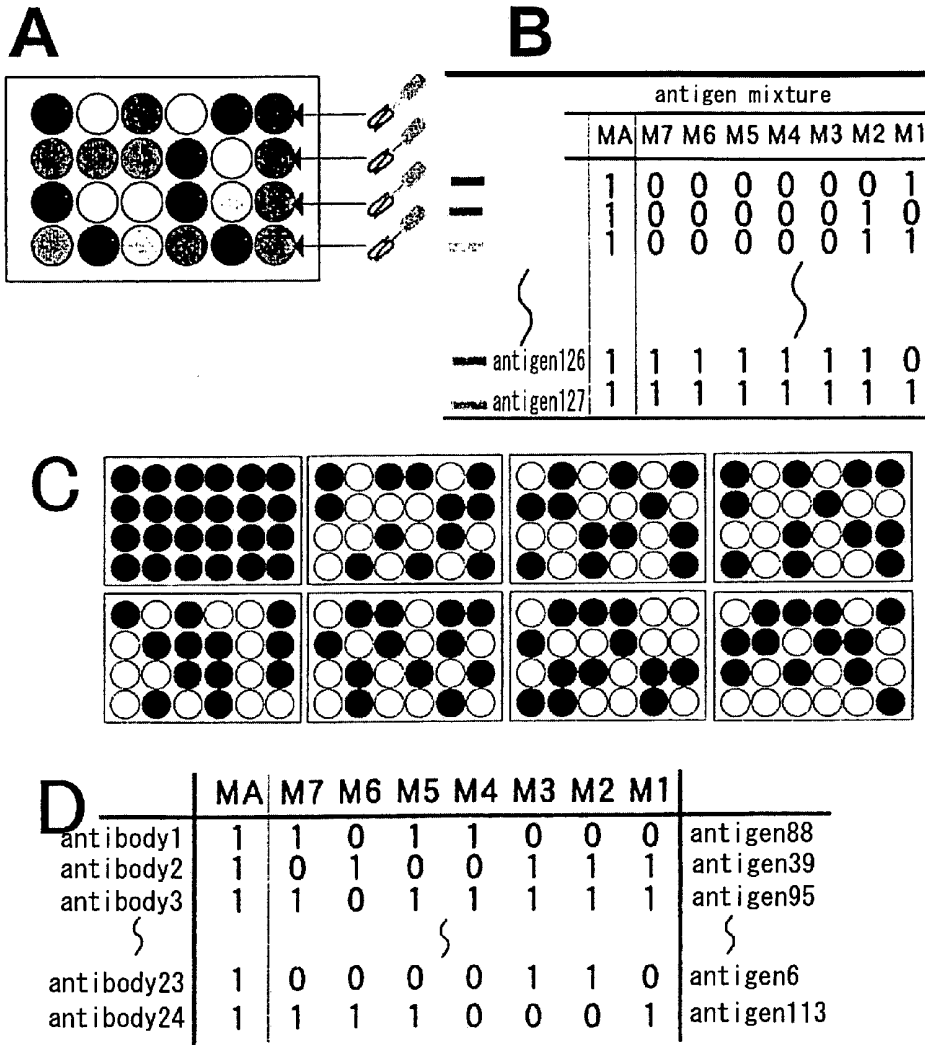 A
B
antigen mixture
MA M7 M6 M5 M4 M3 M2 M1
1 0 0 0 0 0 0 1
1 0 0 0 0 0 1 0
1 0 0 0 0 0 1 1
antigen126 1 1 1 1 1 1 1 0
antigen127 1 1 1 1 1 1 1 1
C
D
MA M7 M6 M5 M4 M3 M2 M1
antibody1 1 1 0 1 1 0 0 0 antigen88
antibody2 1 0 1 0 0 1 1 1 antigen39
antibody3 1 1 0 1 1 1 1 1 antigen95
antibody23 1 0 0 0 0 1 1 0 antigen6
antibody24 1 1 1 1 0 0 0 1 antigen113